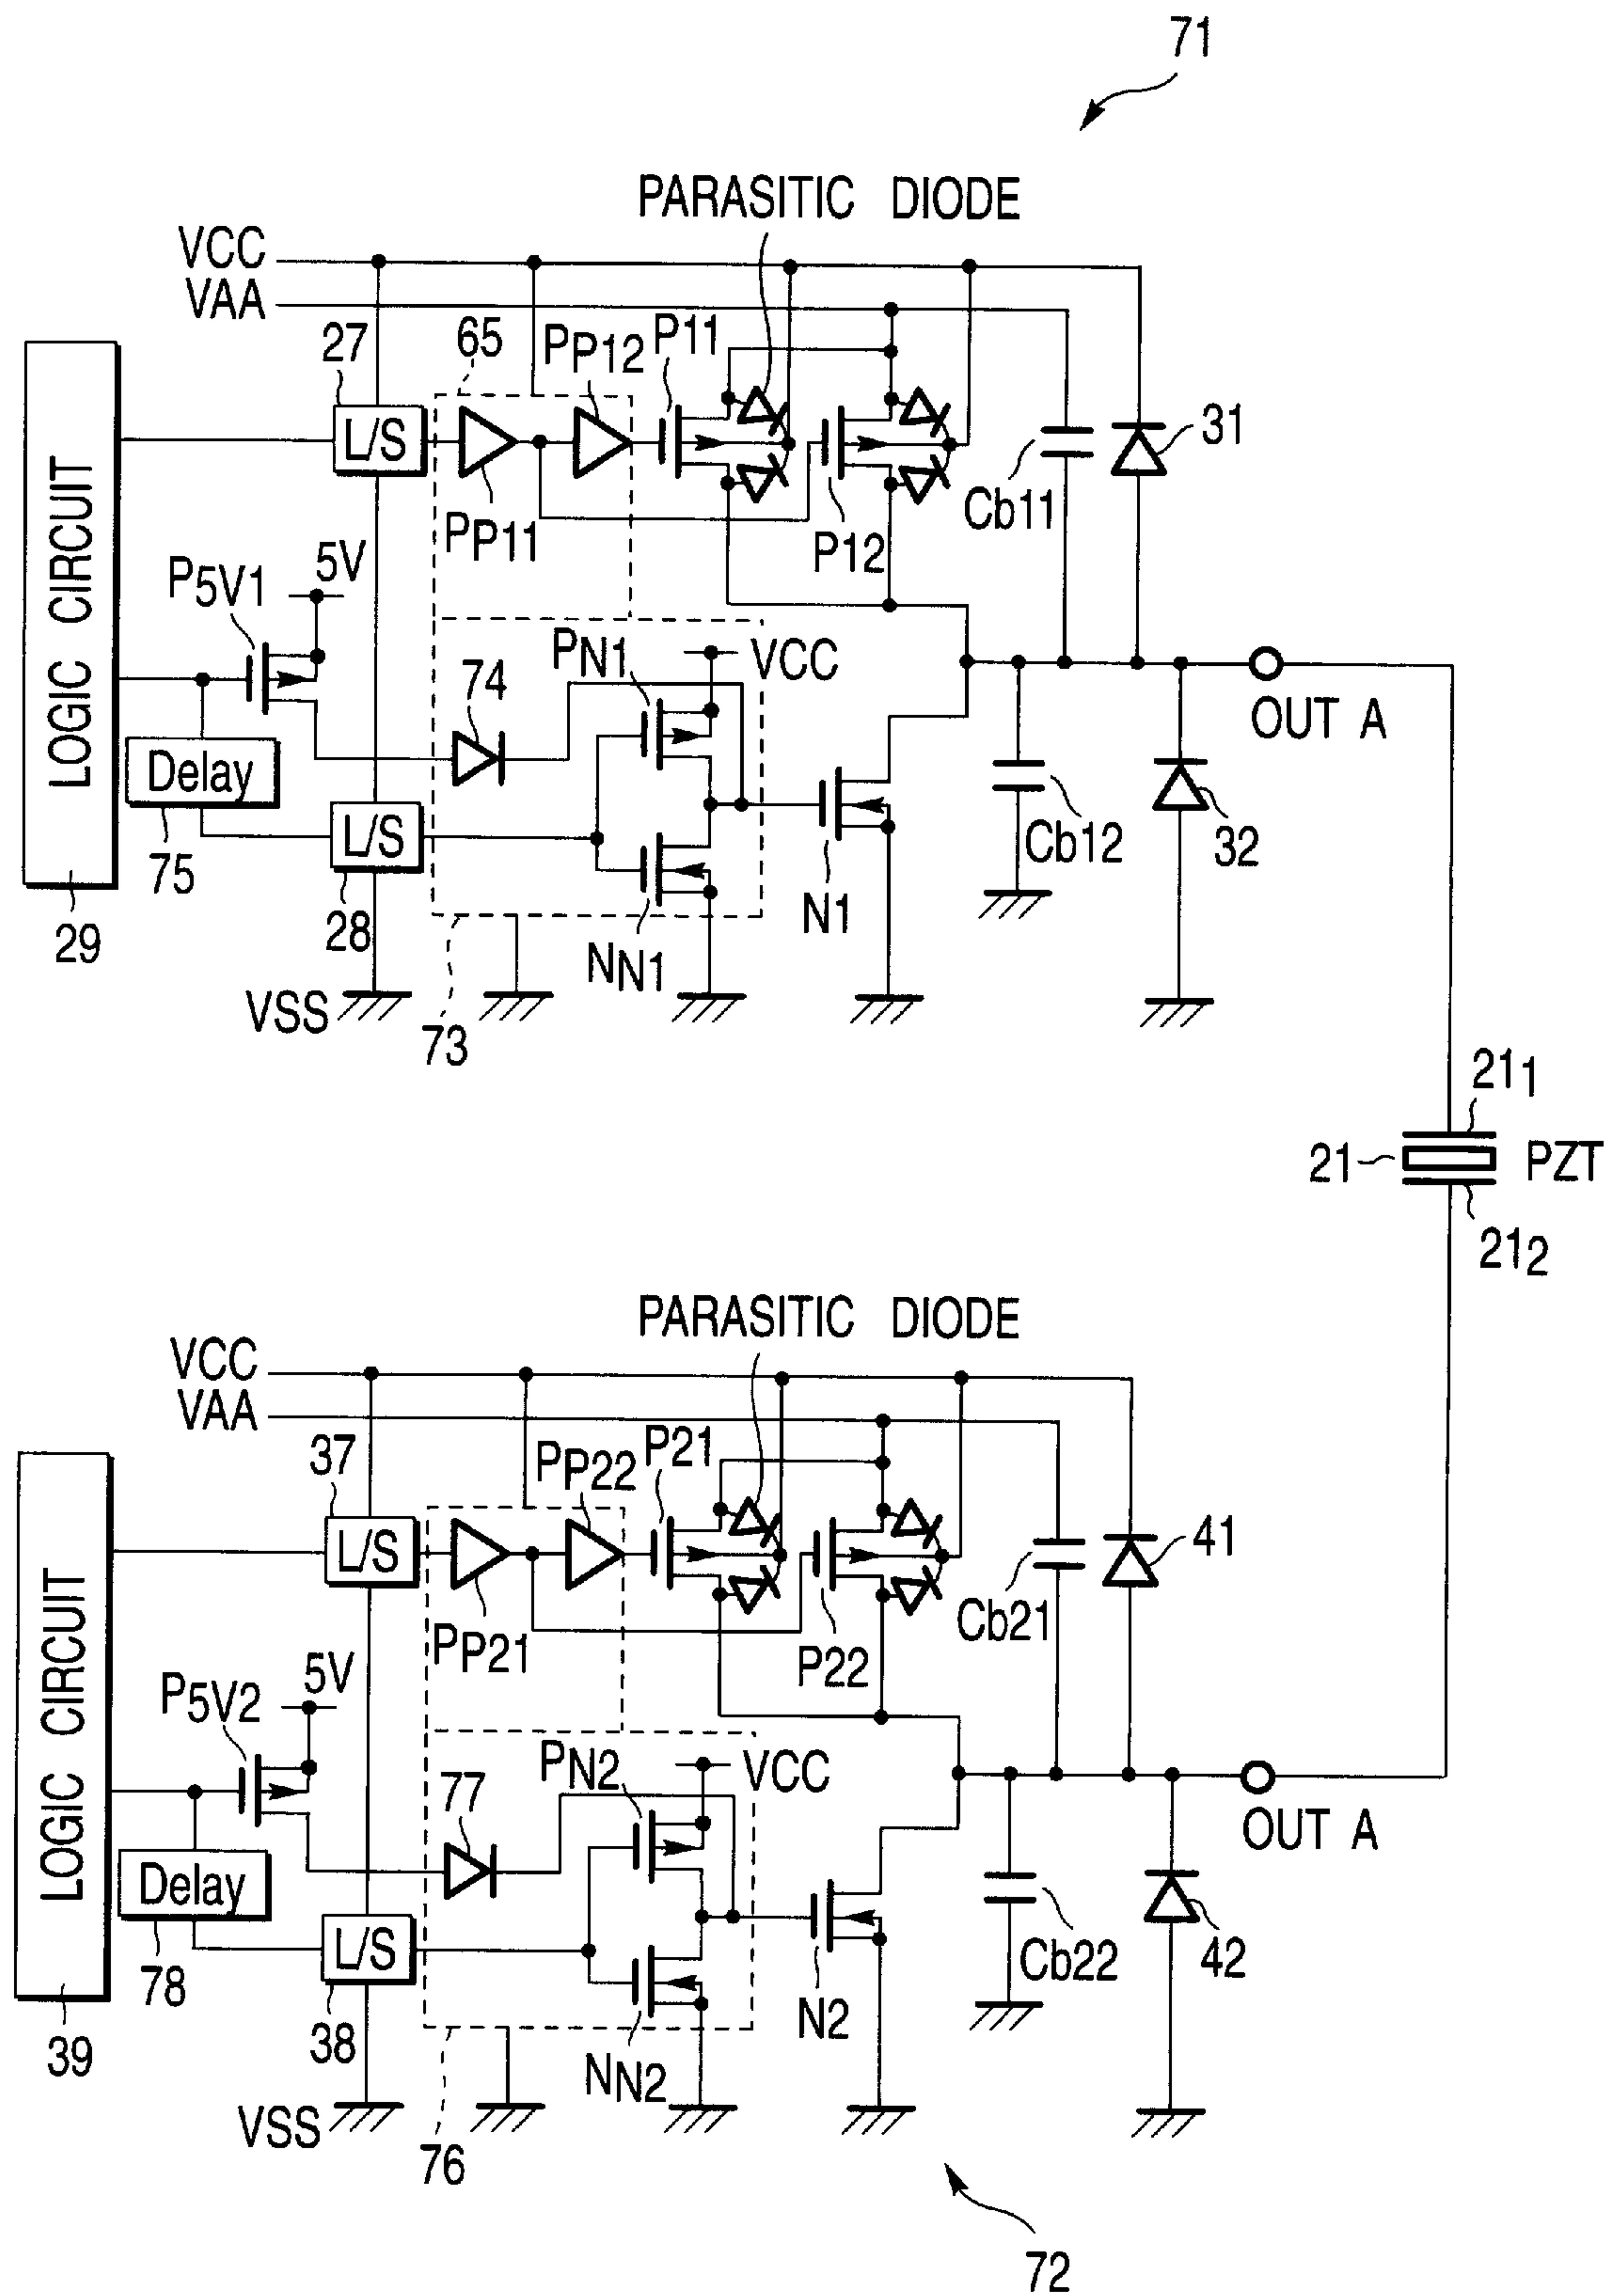 71
PARASITIC DIODE
VCC
VAA
27
65
PP12
P11
L/S
31
Cb11
PP11
P12
LOGIC CIRCUIT
P5V1
5V
PN1
VCC
74
OUT A
Delay
75
L/S
28
Cb12
32
N1
29
NN1
VSS
73
211
21
PZT
212
PARASITIC DIODE
VCC
VAA
37
PP22
P21
L/S
41
Cb21
PP21
P22
LOGIC CIRCUIT
P5V2
5V
PN2
VCC
77
OUT A
Delay
78
L/S
38
Cb22
42
N2
39
NN2
VSS
76
72